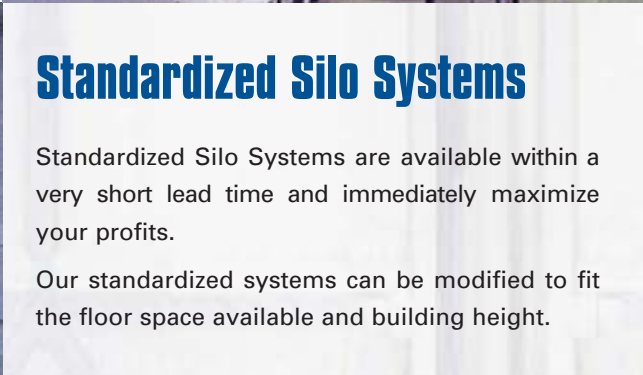 Standardized Silo Systems
Standardized Silo Systems are available within a
very short lead time and immediately maximize
your profits.
Our standardized systems can be modified to fit
the floor space available and building height.